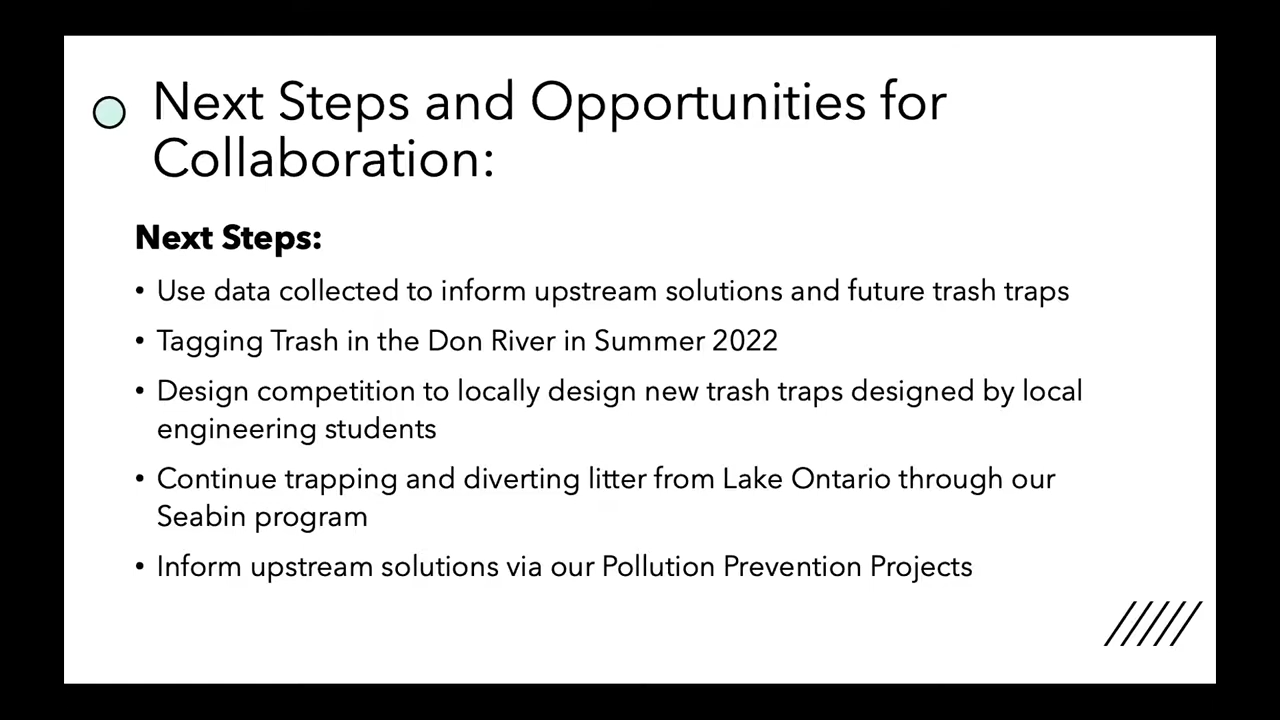 Next Steps and Opportunities for
Collaboration:
Next Steps:
• Use data collected to inform upstream solutions and future trash traps
• Tagging Trash in the Don River in Summer 2022
• Design competition to locally design new trash traps designed by local
engineering students
• Continue trapping and diverting litter from Lake Ontario through our
Seabin program
• Inform upstream solutions via our Pollution Prevention Projects